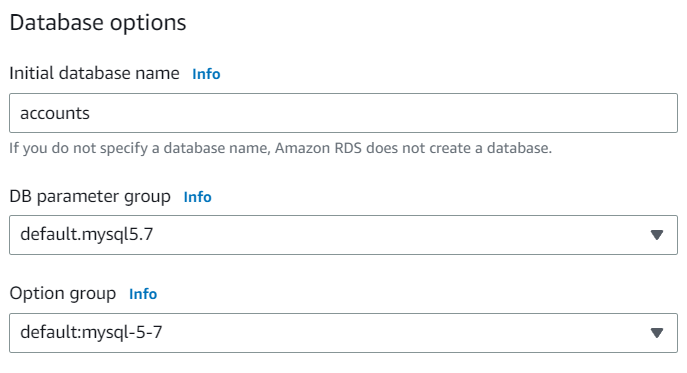 Database options
Initial database name Info
accounts
If you do not specify a database name, Amazon RDS does not create a database.
DB parameter group Info
default.mysql5.7
Option group Info
default:mysql-5-7